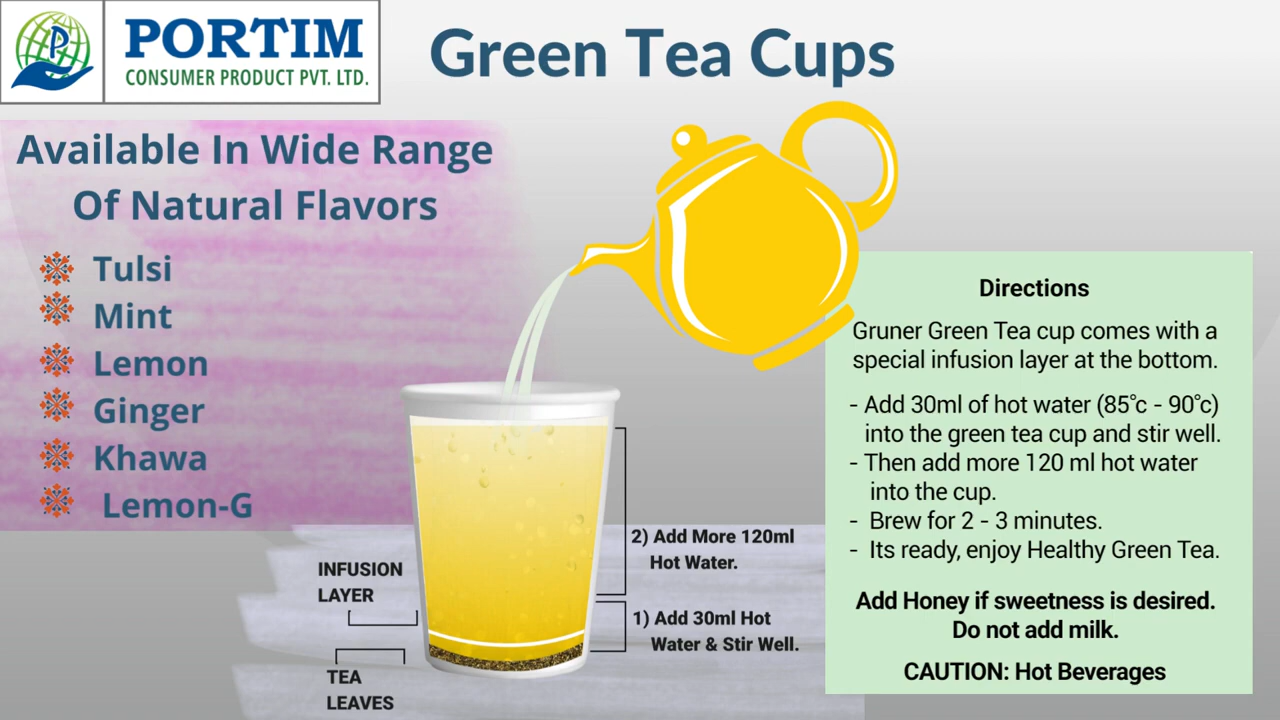 PORTIM
CONSUMER PRODUCT PVT. LTD.
Green Tea Cups
Available In Wide Range
Of Natural Flavors
Tulsi
Mint
Lemon
Ginger
Khawa
Lemon-G
INFUSION
LAYER
TEA
LEAVES
2) Add More 120ml
Hot Water.
1) Add 30ml Hot
Water & Stir Well.
Directions
Gruner Green Tea cup comes with a
special infusion layer at the bottom.
- Add 30ml of hot water (85°c - 90°c)
into the green tea cup and stir well.
- Then add more 120 ml hot water
into the cup.
- Brew for 2 - 3 minutes.
- Its ready, enjoy Healthy Green Tea.
Add Honey if sweetness is desired.
Do not add milk.
CAUTION: Hot Beverages